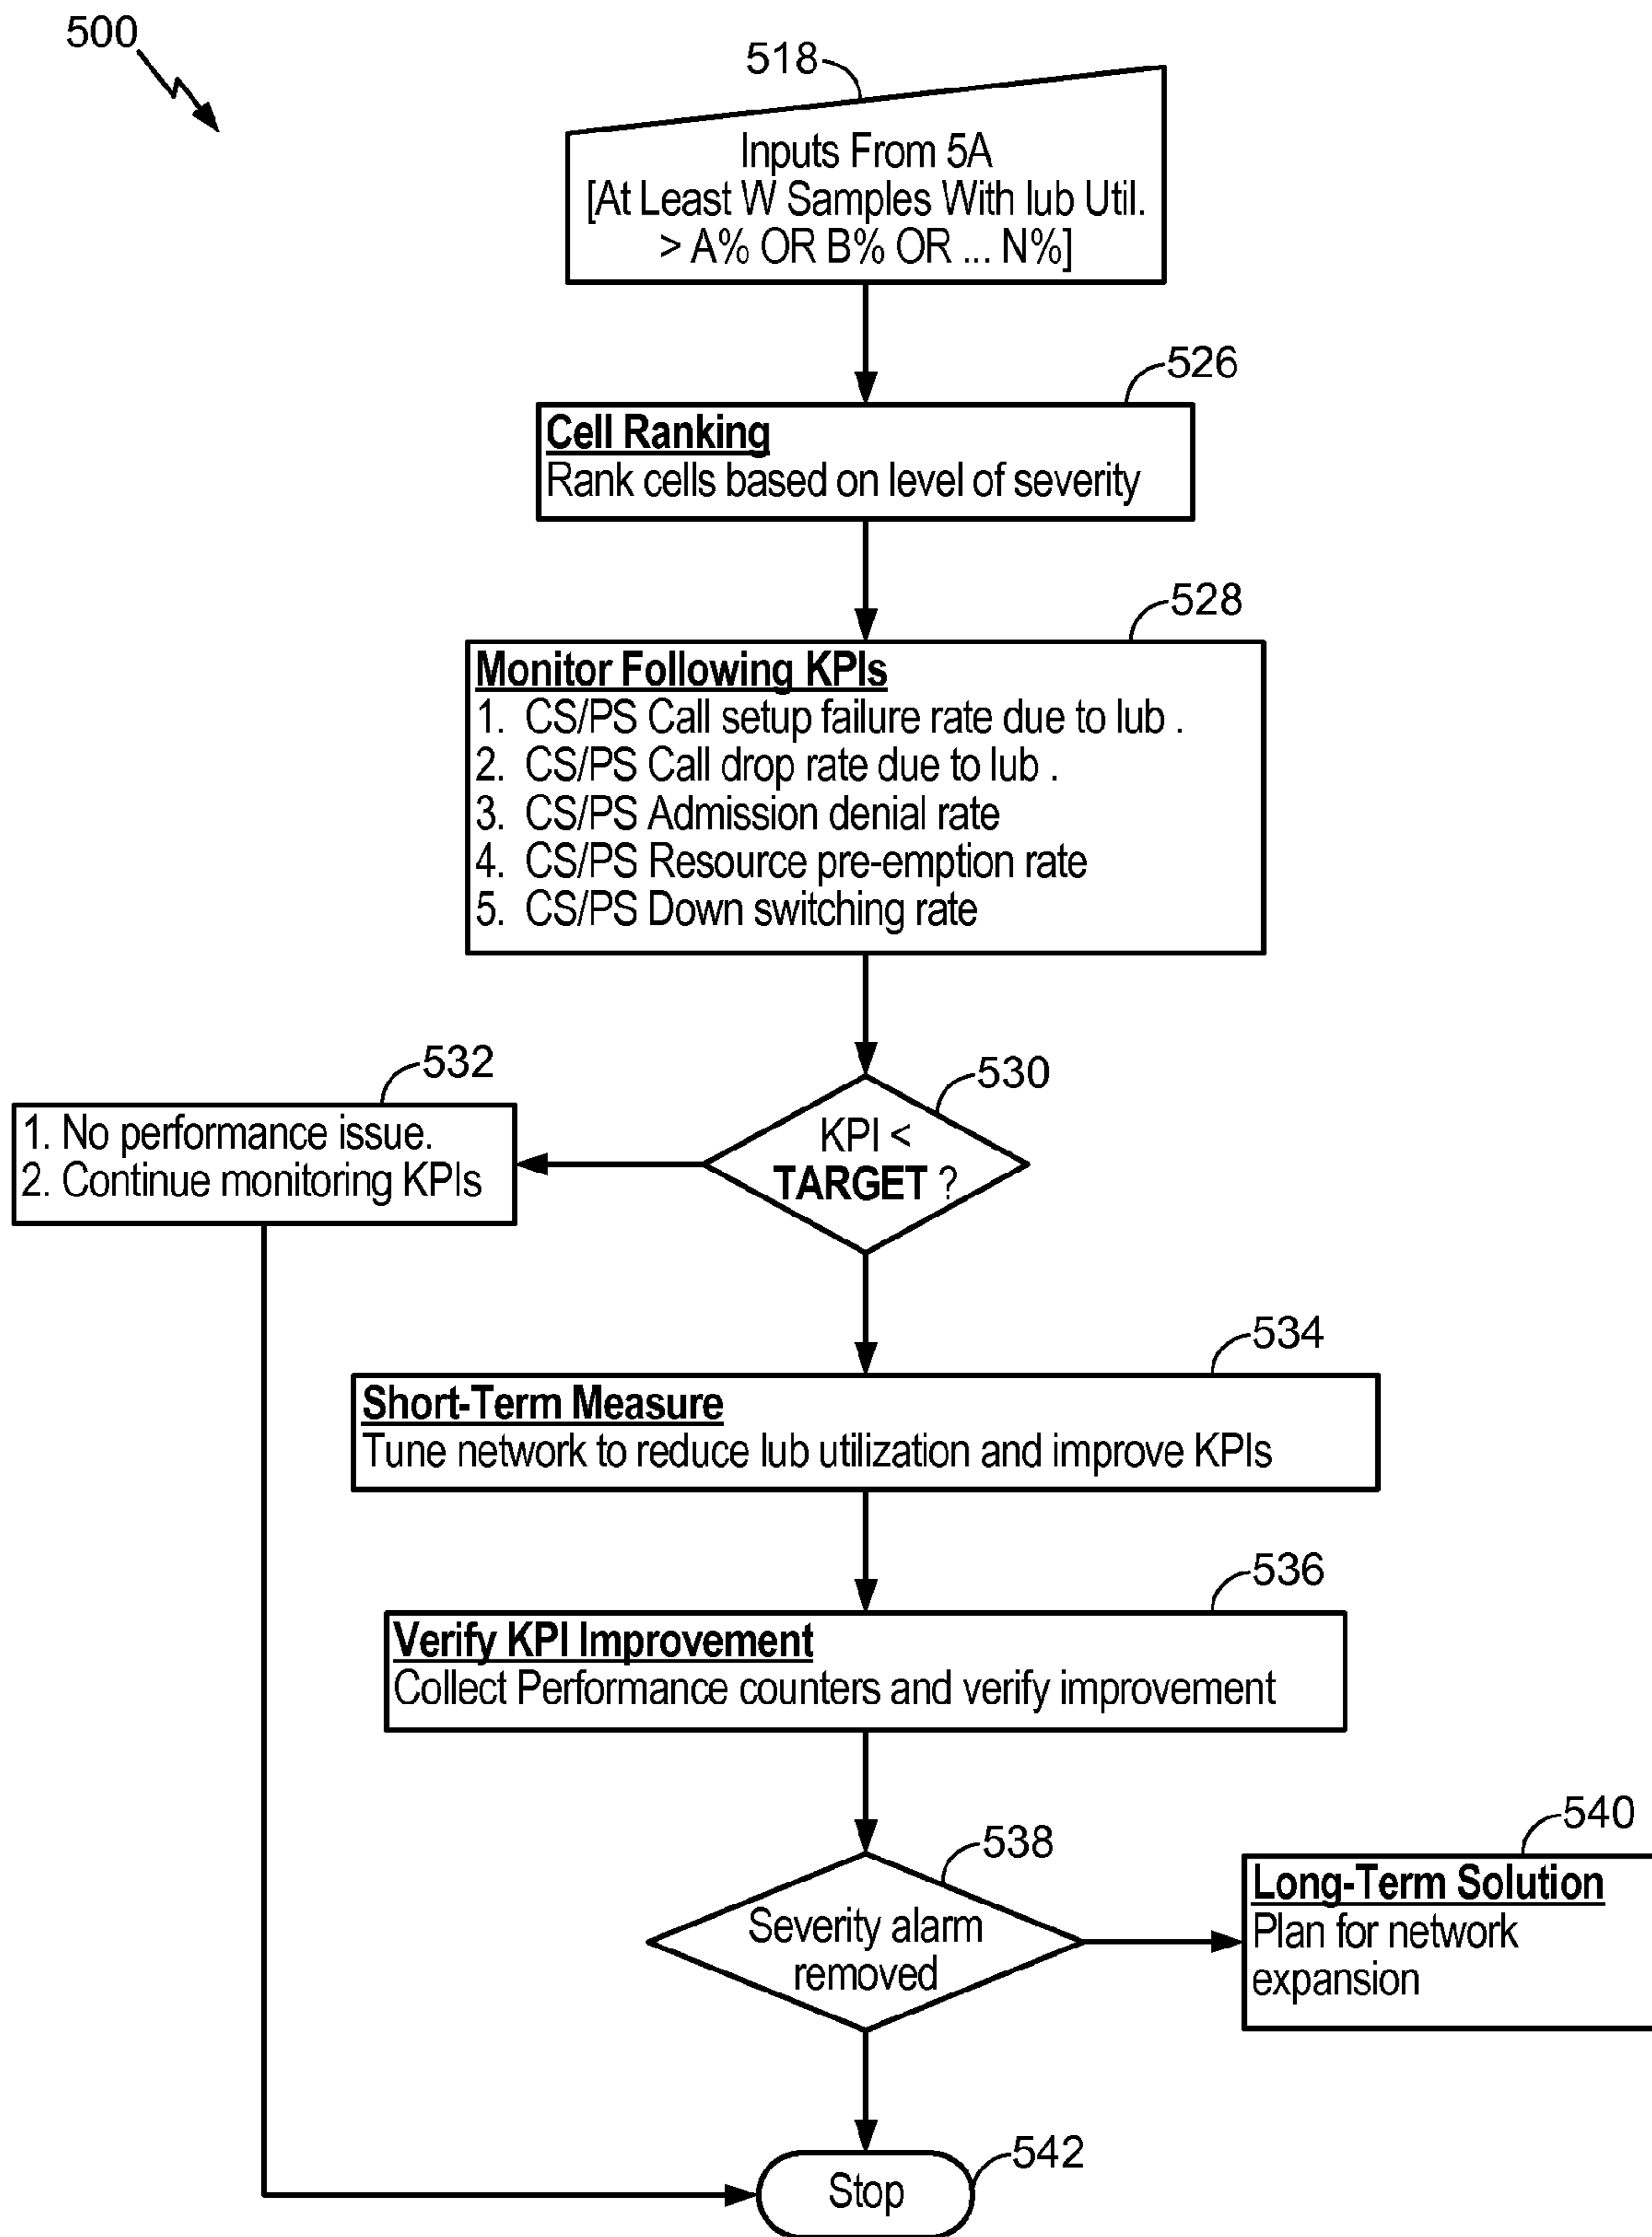 500
518
Inputs From 5A
[At Least W Samples With Iub Util.
> A% OR B% OR ... N%]
526
Cell Ranking
Rank cells based on level of severity
528
Monitor Following KPIs
1. CS/PS Call setup failure rate due to Iub .
2. CS/PS Call drop rate due to Iub .
3. CS/PS Admission denial rate
4. CS/PS Resource pre-emption rate
5. CS/PS Down switching rate
532
530
1. No performance issue.
2. Continue monitoring KPIs
KPI <
TARGET ?
534
Short-Term Measure
Tune network to reduce Iub utilization and improve KPIs
536
Verify KPI Improvement
Collect Performance counters and verify improvement
538
540
Severity alarm
removed
Long-Term Solution
Plan for network
expansion
542
Stop